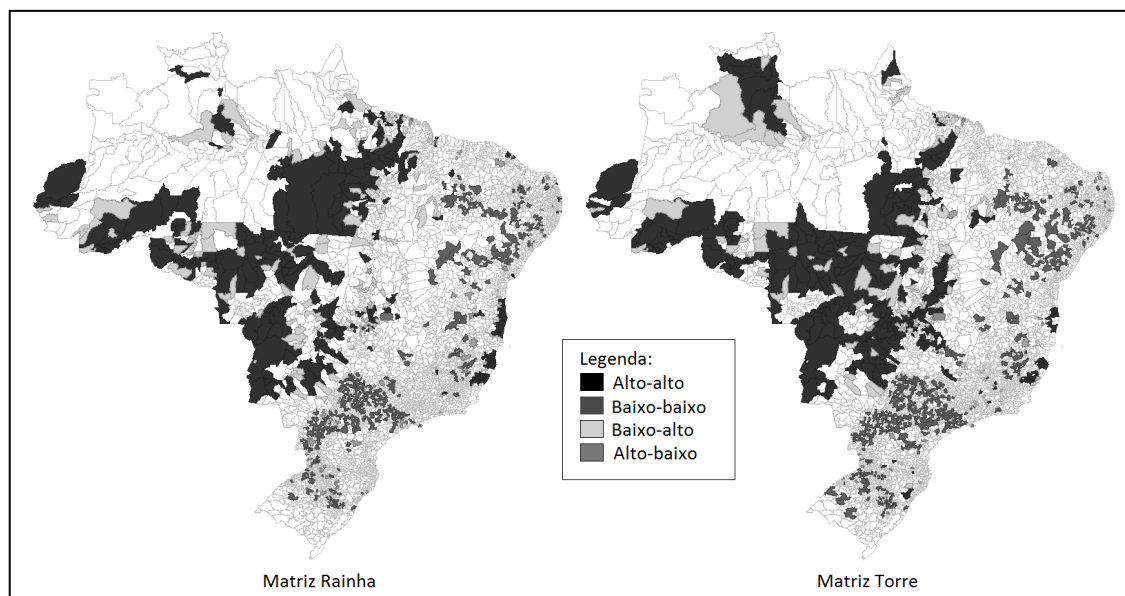 Legenda:
Alto-alto
Baixo-baixo
Baixo-alto
Alto-baixo
Matriz Rainha
Matriz Torre